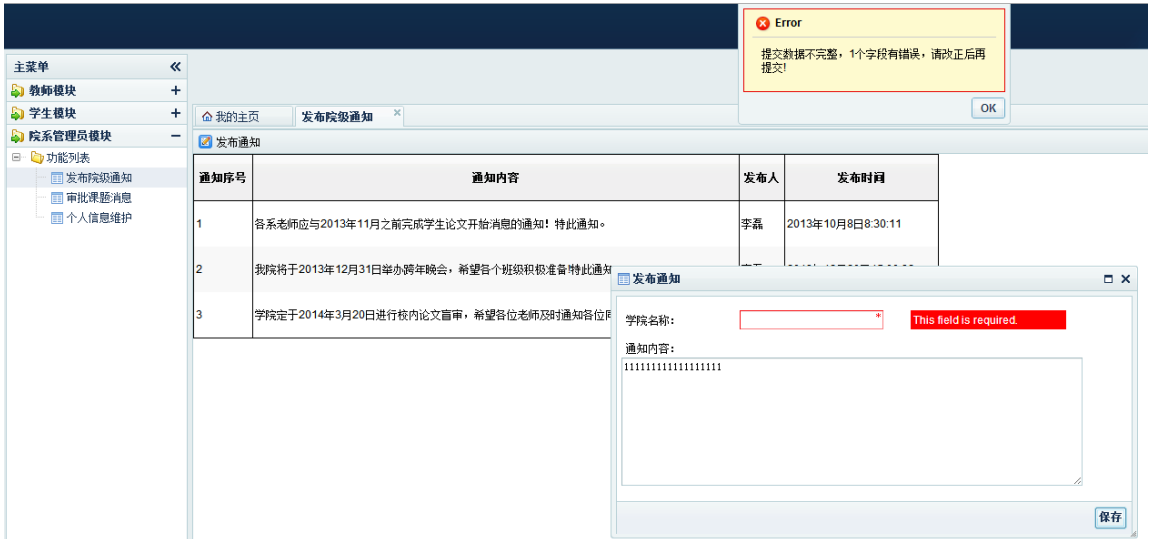 Error
提交数据不完整，1个字段有错误，请改正后再
提交!
OK
主菜单
教师模块
学生模块
院系管理员模块
功能列表
发布院级通知
审批课题消息
个人信息维护
我的主页 发布院级通知
发布通知
通知序号 通知内容 发布人 发布时间
1 各系老师应与2013年11月之前完成学生论文开始消息的通知！特此通知。 李磊 2013年10月8日8:30:11
2 我院将于2013年12月31日举办跨年晚会，希望各个班级积极准备!特此通知
3 学院定于2014年3月20日进行校内论文盲审，希望各位老师及时通知各位同
发布通知
学院名称: * This field is required.
通知内容:
111111111111111111
保存